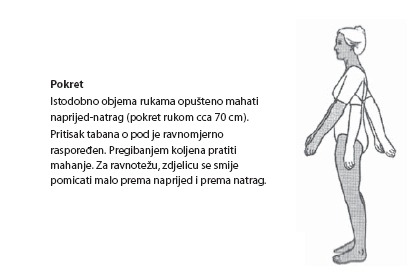 Pokret
Istodobno objema rukama opušteno mahati
naprijed-natrag (pokret rukom cca 70 cm).
Pritisak tabana o pod je ravnomjerno
raspoređen. Pregibanjem koljena pratiti
mahanje. Za ravnotežu, zdjelicu se smije
pomicati malo prema naprijed i prema natrag.